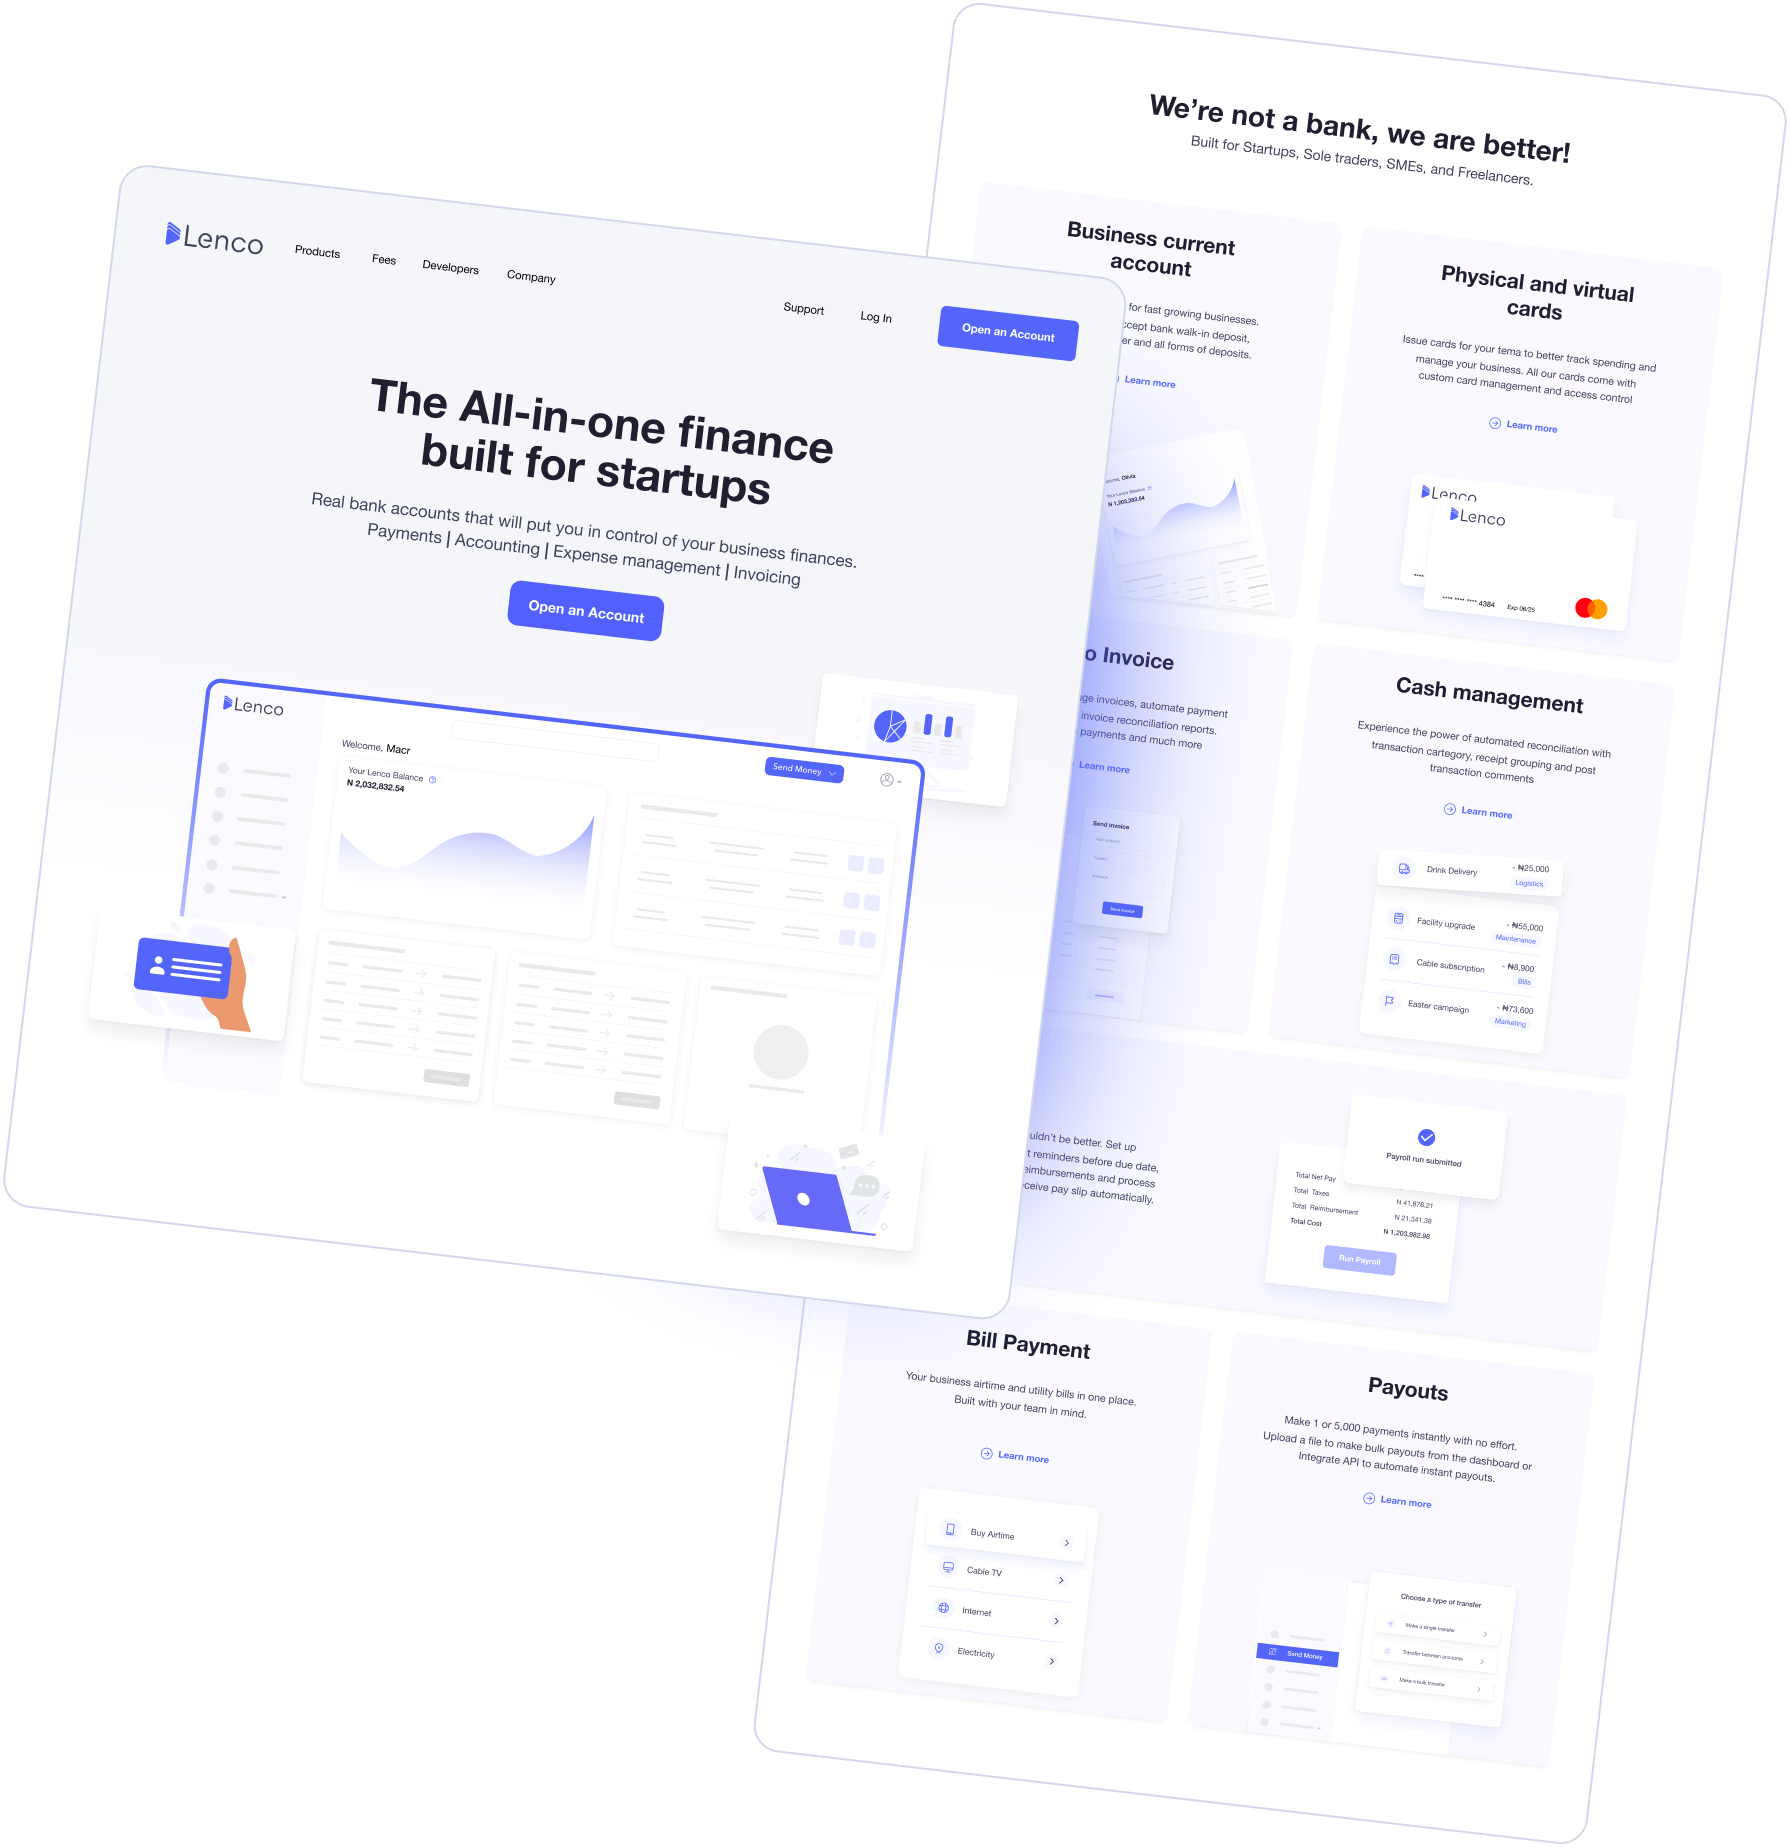 Lenco
Products
Fees
Developers
Company
Support
Log In
Open an Account
The All-in-one finance
built for startups
Real bank accounts that will put you in control of your business finances.
Payments | Accounting | Expense management | Invoicing
Open an Account
Lenco
Welcome, Macr
Send Money
Your Lenco Balance
N 2,032,832.54
We're not a bank, we are better!
Built for Startups, Sole traders, SMEs, and Freelancers.
Business current
account
for fast growing businesses.
ccept bank walk-in deposit,
er and all forms of deposits.
Learn more
Olivia
Your Lenco Balance
N 1,203,283.54
Physical and virtual
cards
Issue cards for your tema to better track spending and
manage your business. All our cards come with
custom card management and access control
Learn more
Lenco
Lenco
•••• •••• •••• 4384 Exp 06/25
o Invoice
ge invoices, automate payment
invoice reconciliation reports.
payments and much more
Learn more
Send invoice
Subject
Message
Send invoice
Cash management
Experience the power of automated reconciliation with
transaction cartegory, receipt grouping and post
transaction comments
Learn more
Drink Delivery
- ₦25,000
Logistics
Facility upgrade
- ₦55,000
Maintenance
Cable subscription
- ₦8,900
Bills
Easter campaign
- ₦73,600
Marketing
uldn't be better. Set up
t reminders before due date,
eimbursements and process
ceive pay slip automatically.
Payroll run submitted
Total Net Pay
Total Taxes
N 41,876.21
Total Reimbursement
N 21,341.38
Total Cost
N 1,203,982.98
Run Payroll
Bill Payment
Your business airtime and utility bills in one place.
Built with your team in mind.
Learn more
Buy Airtime
Cable TV
Internet
Electricity
Payouts
Make 1 or 5,000 payments instantly with no effort.
Upload a file to make bulk payouts from the dashboard or
Integrate API to automate instant payouts.
Learn more
Send Money
Choose a type of transfer
Make a single transfer
Transfer between accounts
Make a bulk transfer